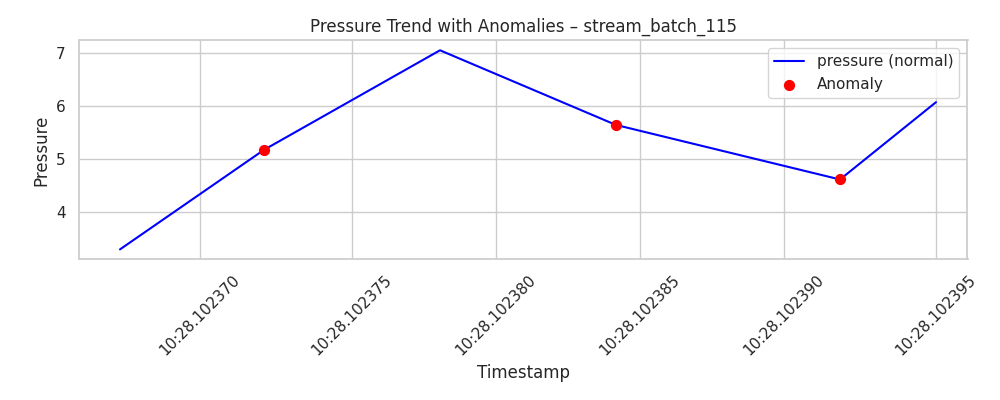 Pressure Trend with Anomalies – stream_batch_115
pressure (normal)
Anomaly
Pressure
7
6
5
4
10:28.102370
10:28.102375
10:28.102380
10:28.102385
10:28.102390
10:28.102395
Timestamp